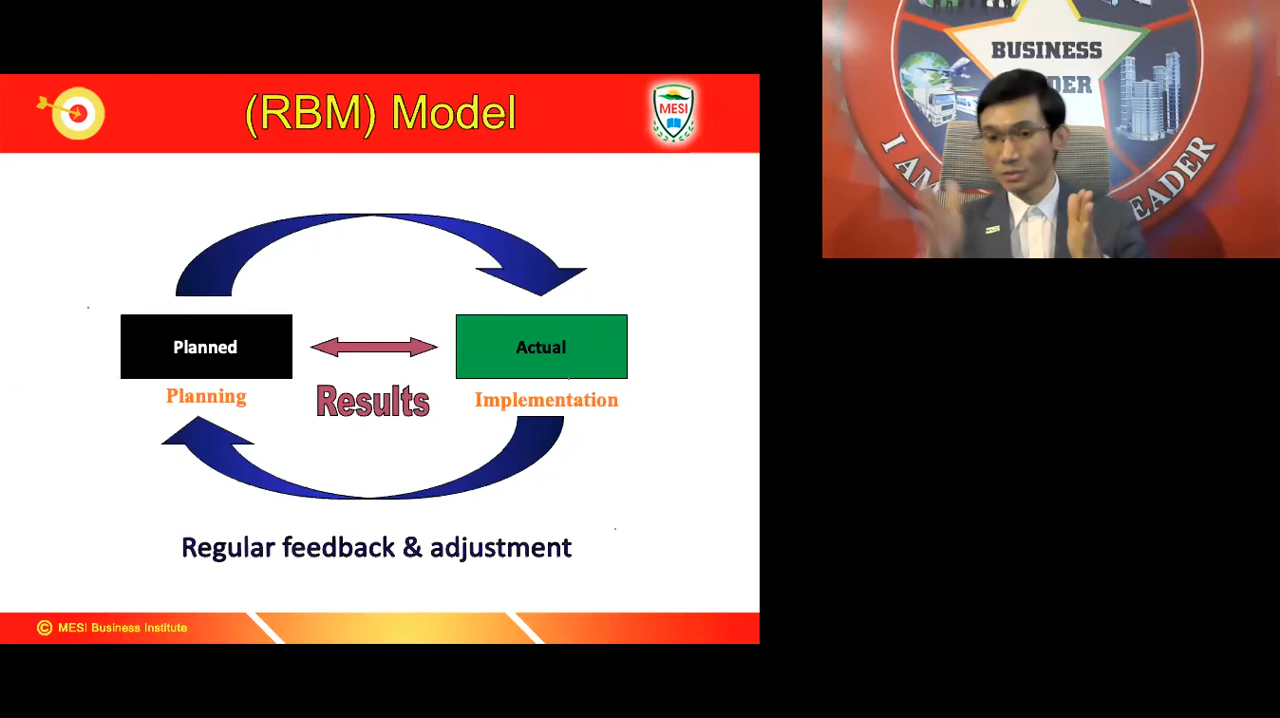 (RBM) Model
MESI
Planned
Actual
Planning
Results
Implementation
Regular feedback & adjustment
© MESI Business Institute
BUSINESS
DER
I AM
EADER